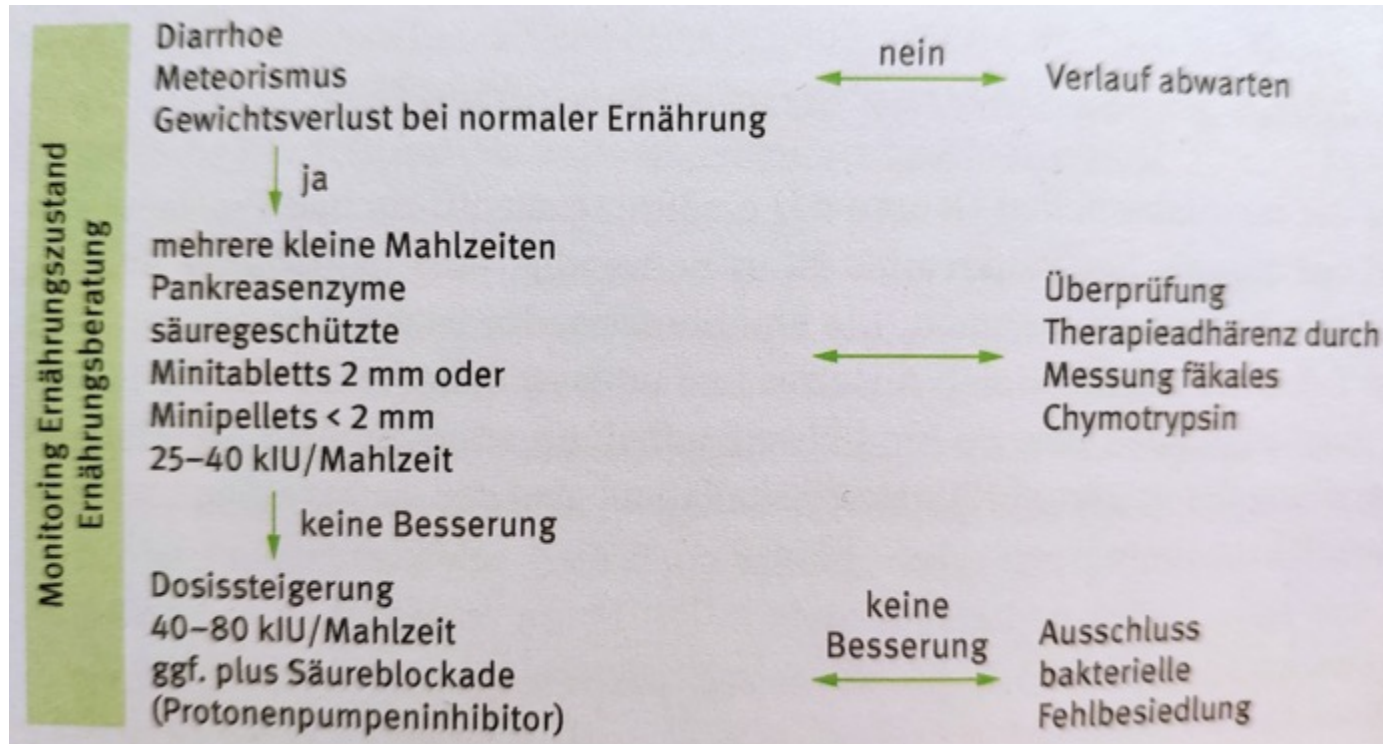 Monitoring Ernährungszustand
Ernährungsberatung
Diarrhoe
Meteorismus
Gewichtsverlust bei normaler Ernährung
nein
Verlauf abwarten
ja
mehrere kleine Mahlzeiten
Pankreasenzyme
säuregeschützte
Minitabletts 2 mm oder
Minipellets < 2 mm
25–40 kIU/Mahlzeit
Überprüfung
Therapieadhärenz durch
Messung fäkales
Chymotrypsin
keine Besserung
Dosissteigerung
40–80 kIU/Mahlzeit
ggf. plus Säureblockade
(Protonenpumpeninhibitor)
keine
Besserung
Ausschluss
bakterielle
Fehlbesiedlung